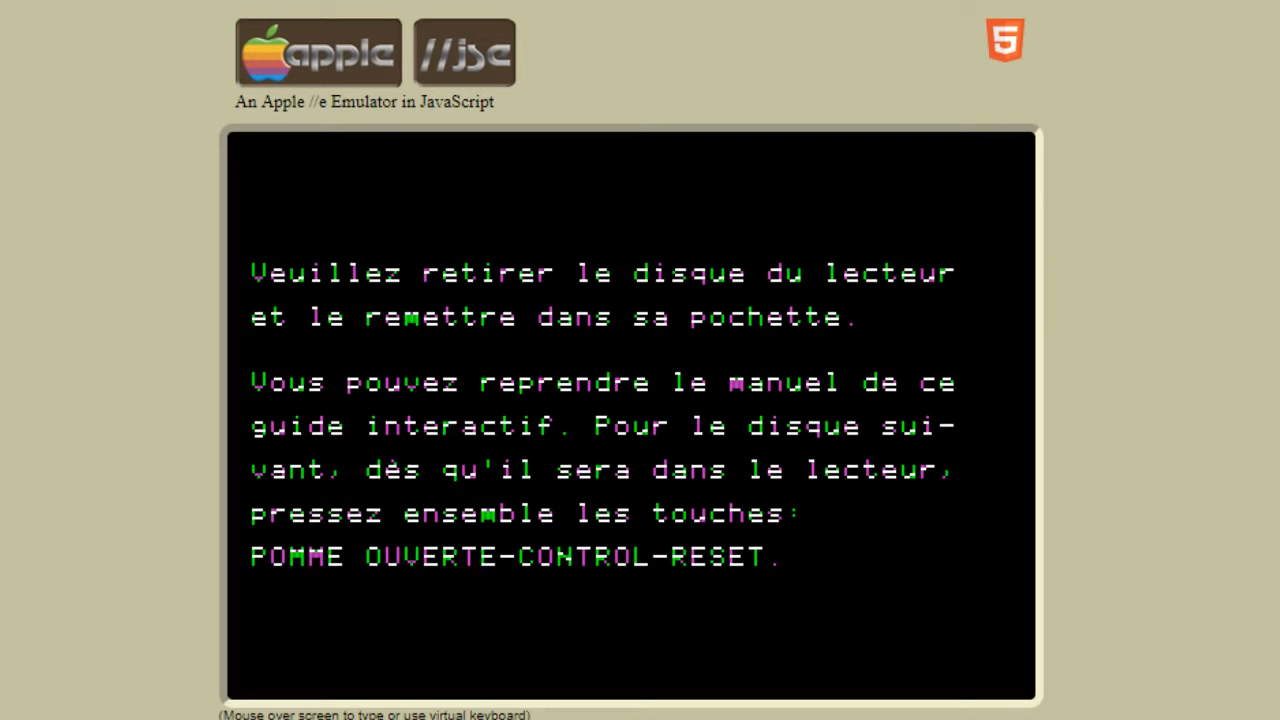 apple //jse
5
An Apple //e Emulator in JavaScript
Veuillez retirer le disque du lecteur
et le remettre dans sa pochette.
Vous pouvez reprendre le manuel de ce
guide interactif. Pour le disque sui-
vant, dès qu'il sera dans le lecteur,
pressez ensemble les touches:
POMME OUVERTE-CONTROL-RESET.
(Mouse over screen to type or use virtual keyboard)